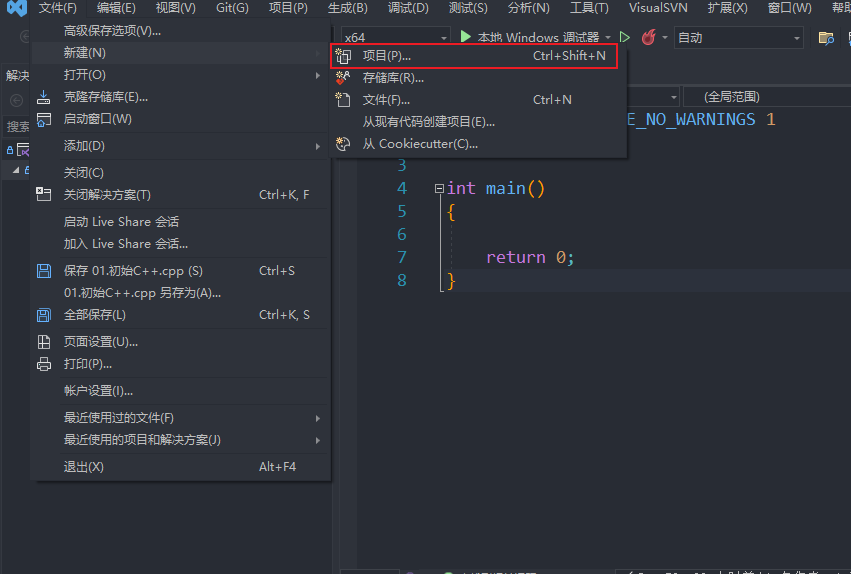 文件(F) 编辑(E) 视图(V) Git(G) 项目(P) 生成(B) 调试(D) 测试(S) 分析(N) 工具(T) VisualSVN 扩展(X) 窗口(W) 帮助
高级保存选项(V)...
新建(N)
打开(O)
克隆存储库(E)...
启动窗口(W)
添加(D)
关闭(C)
关闭解决方案(T) Ctrl+K, F
启动 Live Share 会话
加入 Live Share 会话...
保存 01.初始C++.cpp (S) Ctrl+S
01.初始C++.cpp 另存为(A)...
全部保存(L) Ctrl+K, S
页面设置(U)...
打印(P)...
帐户设置(I)...
最近使用过的文件(F)
最近使用的项目和解决方案(J)
退出(X) Alt+F4
x64 本地 Windows 调试器 自动
项目(P)... Ctrl+Shift+N
存储库(R)...
文件(F)... Ctrl+N
从现有代码创建项目(E)...
从 Cookiecutter(C)...
解决
搜索
(全局范围)
E_NO_WARNINGS 1
3
4 int main()
5 {
6
7 return 0;
8 }